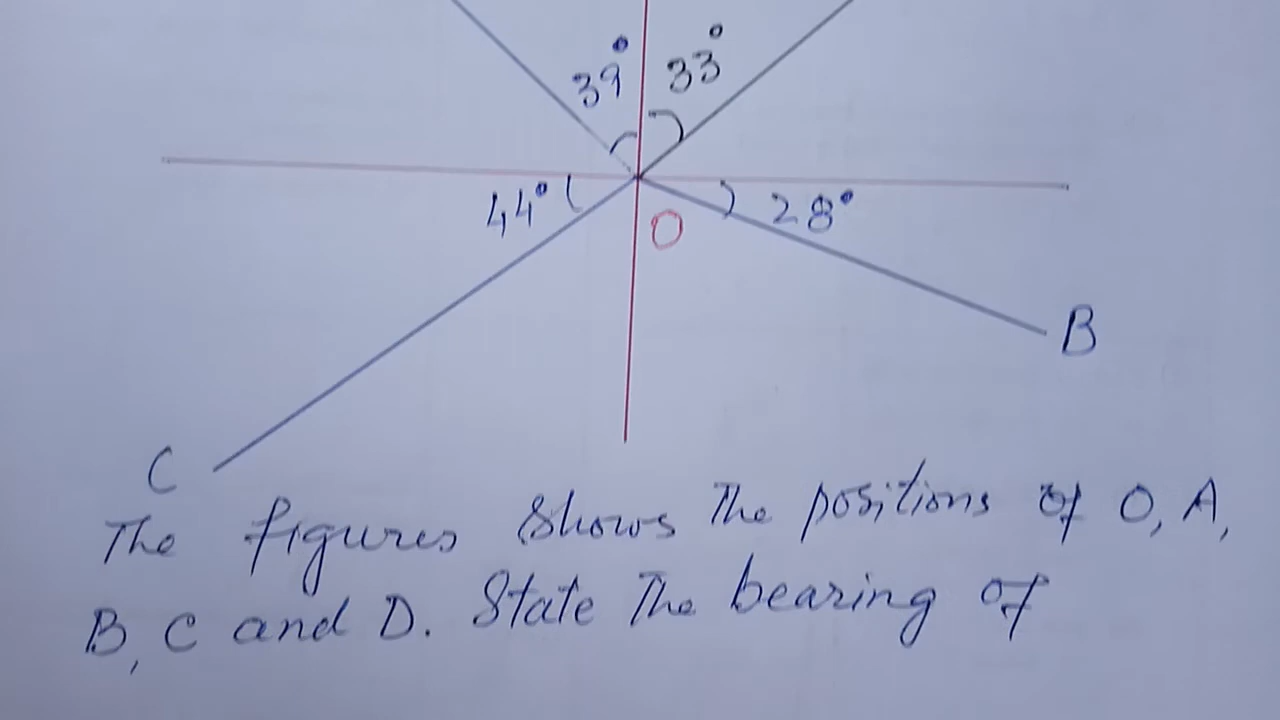 39° 33°
44° 28°
O
B
C
The figures shows The positions of O, A,
B, C and D. State The bearing of